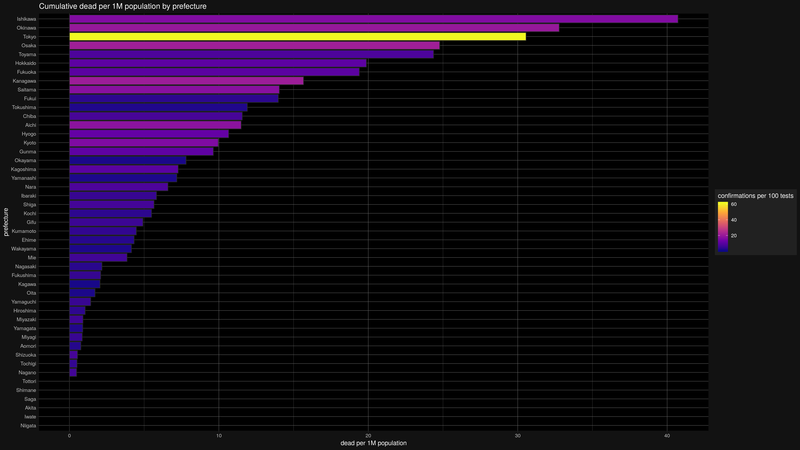 Cumulative dead per 1M population by prefecture
prefecture
Ishikawa
Okinawa
Tokyo
Osaka
Toyama
Hokkaido
Fukuoka
Kanagawa
Saitama
Fukui
Tokushima
Chiba
Aichi
Hyogo
Kyoto
Gunma
Okayama
Kagoshima
Yamanashi
Nara
Ibaraki
Shiga
Kochi
Gifu
Kumamoto
Ehime
Wakayama
Mie
Nagasaki
Fukushima
Kagawa
Oita
Yamaguchi
Hiroshima
Miyazaki
Yamagata
Miyagi
Aomori
Shizuoka
Tochigi
Nagano
Tottori
Shimane
Saga
Akita
Iwate
Niigata
0 10 20 30 40
dead per 1M population
confirmations per 100 tests
60
40
20